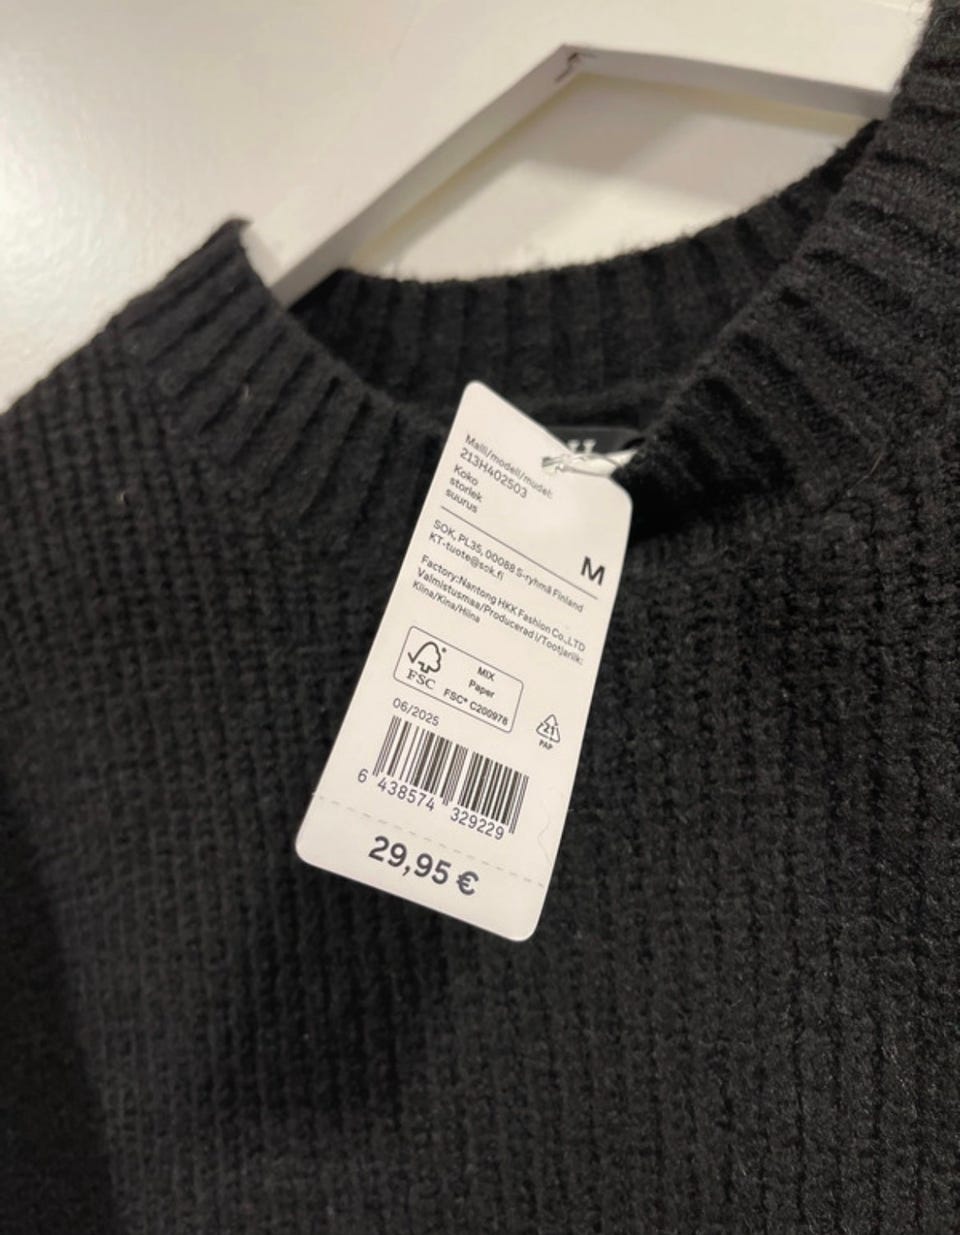 Malli/modell/mudel:
213H402503
Koko
storlek
suurus
M
SOK, PL35, 00088 S-ryhmä Finland
KT-tuote@sok.fi
Factory:Nantong HKK Fashion Co.,LTD
Valmistusmaa/Producerad i/Tootjariik:
Kiina/Kina/Hiina
FSC
MIX
Paper
FSC® C200978
21
PAP
06/2025
6 438574 329229
29,95 €